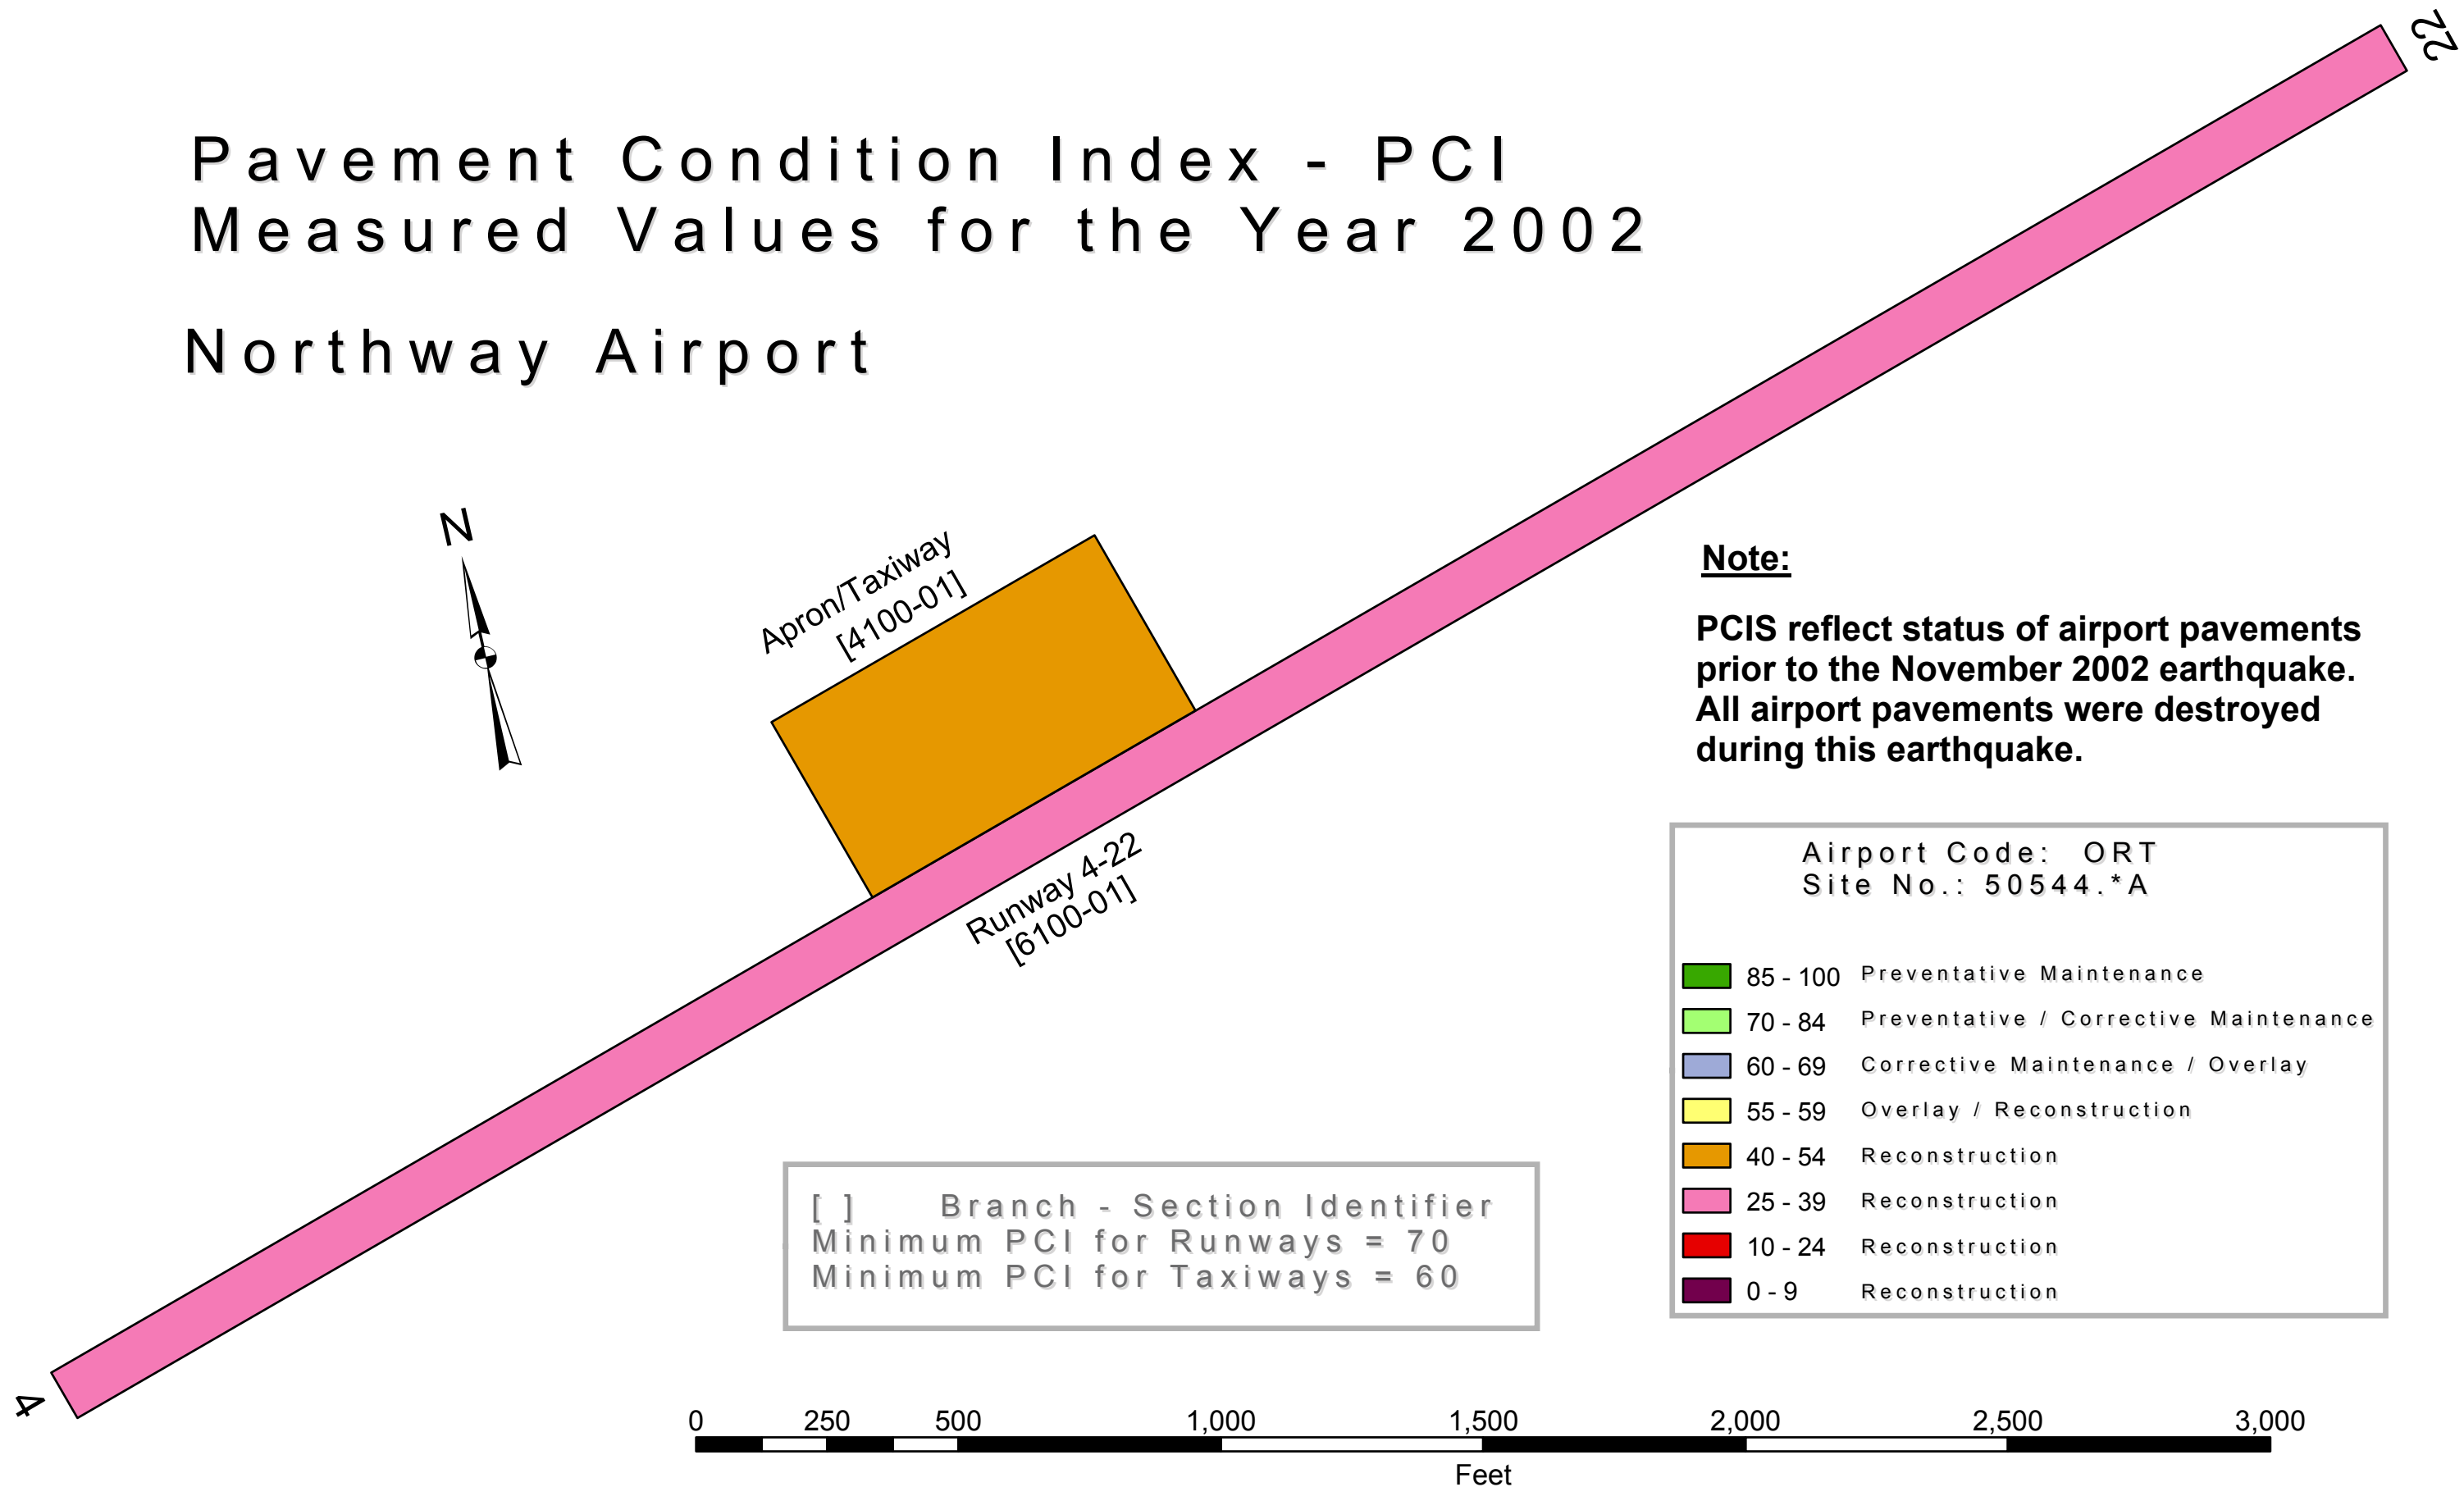 Pavement Condition Index - PCI
Measured Values for the Year 2002
Northway Airport
22
N
Apron/Taxiway
[4100-01]
Note:
PCIS reflect status of airport pavements
prior to the November 2002 earthquake.
All airport pavements were destroyed
during this earthquake.
Runway 4-22
[6100-01]
Airport Code: ORT
Site No.: 50544.*A
85 - 100 Preventative Maintenance
70 - 84 Preventative / Corrective Maintenance
60 - 69 Corrective Maintenance / Overlay
55 - 59 Overlay / Reconstruction
40 - 54 Reconstruction
25 - 39 Reconstruction
10 - 24 Reconstruction
0 - 9 Reconstruction
[ ] Branch - Section Identifier
Minimum PCI for Runways = 70
Minimum PCI for Taxiways = 60
4
0 250 500 1,000 1,500 2,000 2,500 3,000
Feet